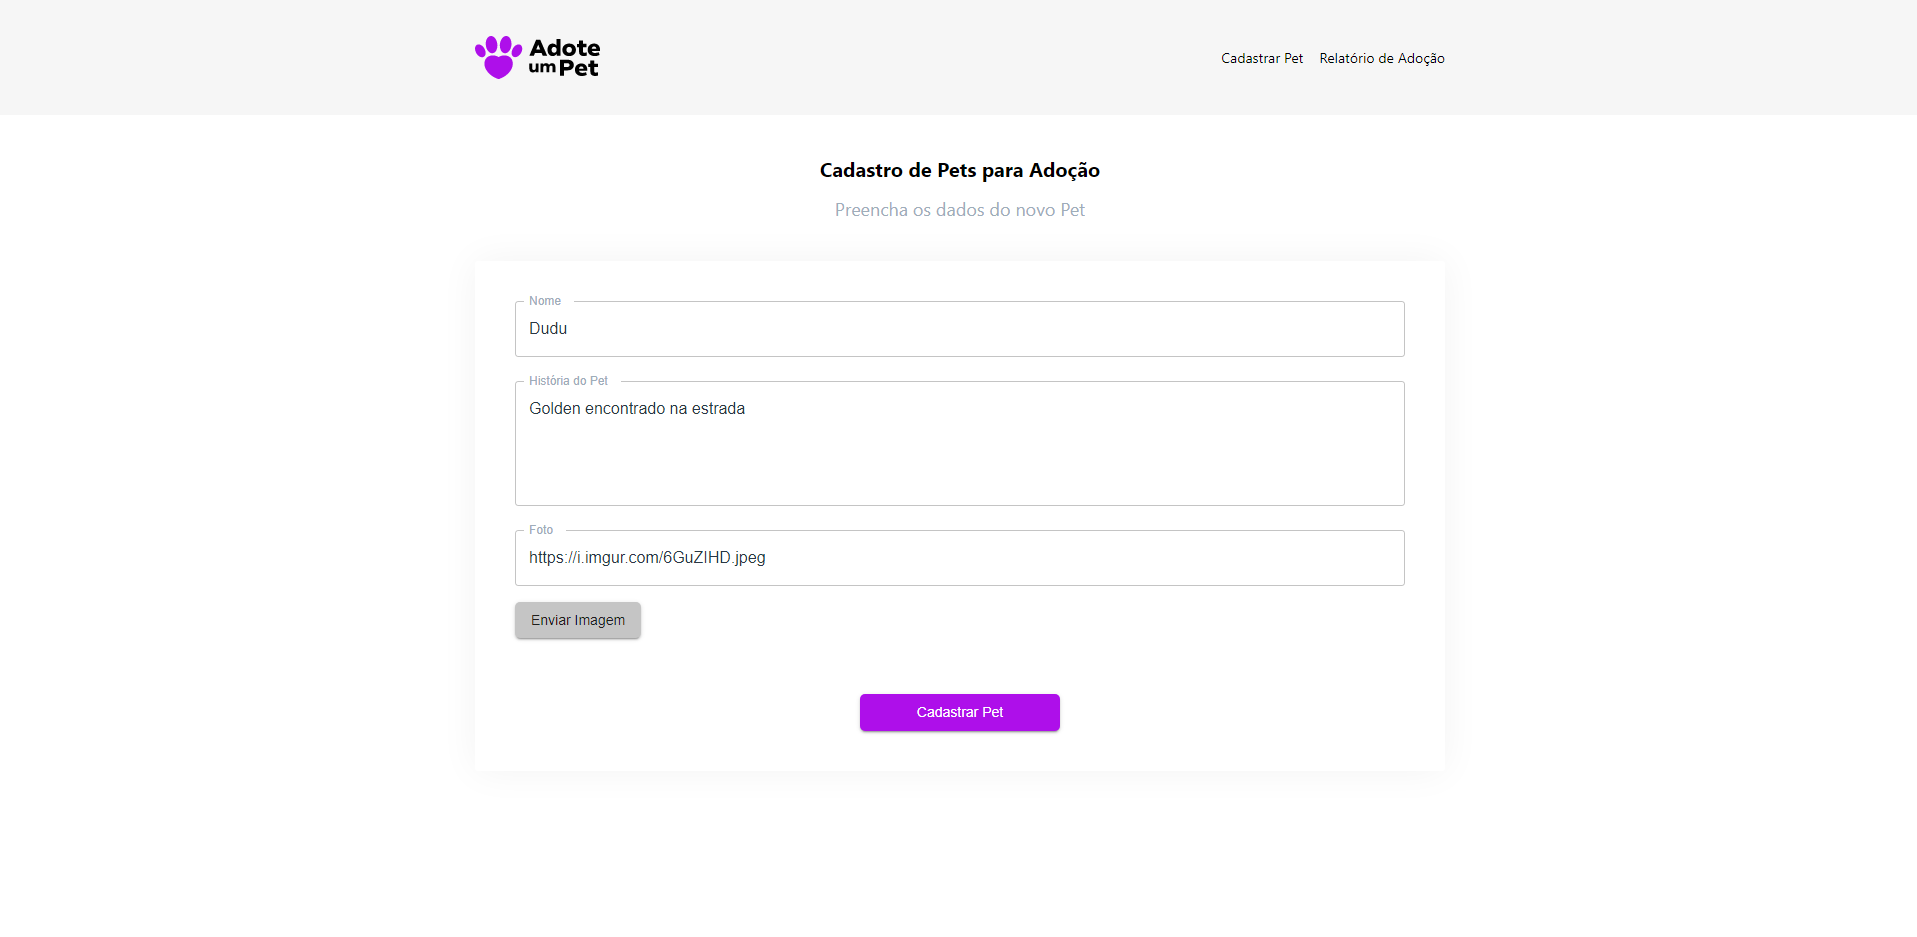 Adote
um Pet
Cadastrar Pet
Relatório de Adoção
Cadastro de Pets para Adoção
Preencha os dados do novo Pet
Nome
Dudu
História do Pet
Golden encontrado na estrada
Foto
https://i.imgur.com/6GuZIHD.jpeg
Enviar Imagem
Cadastrar Pet